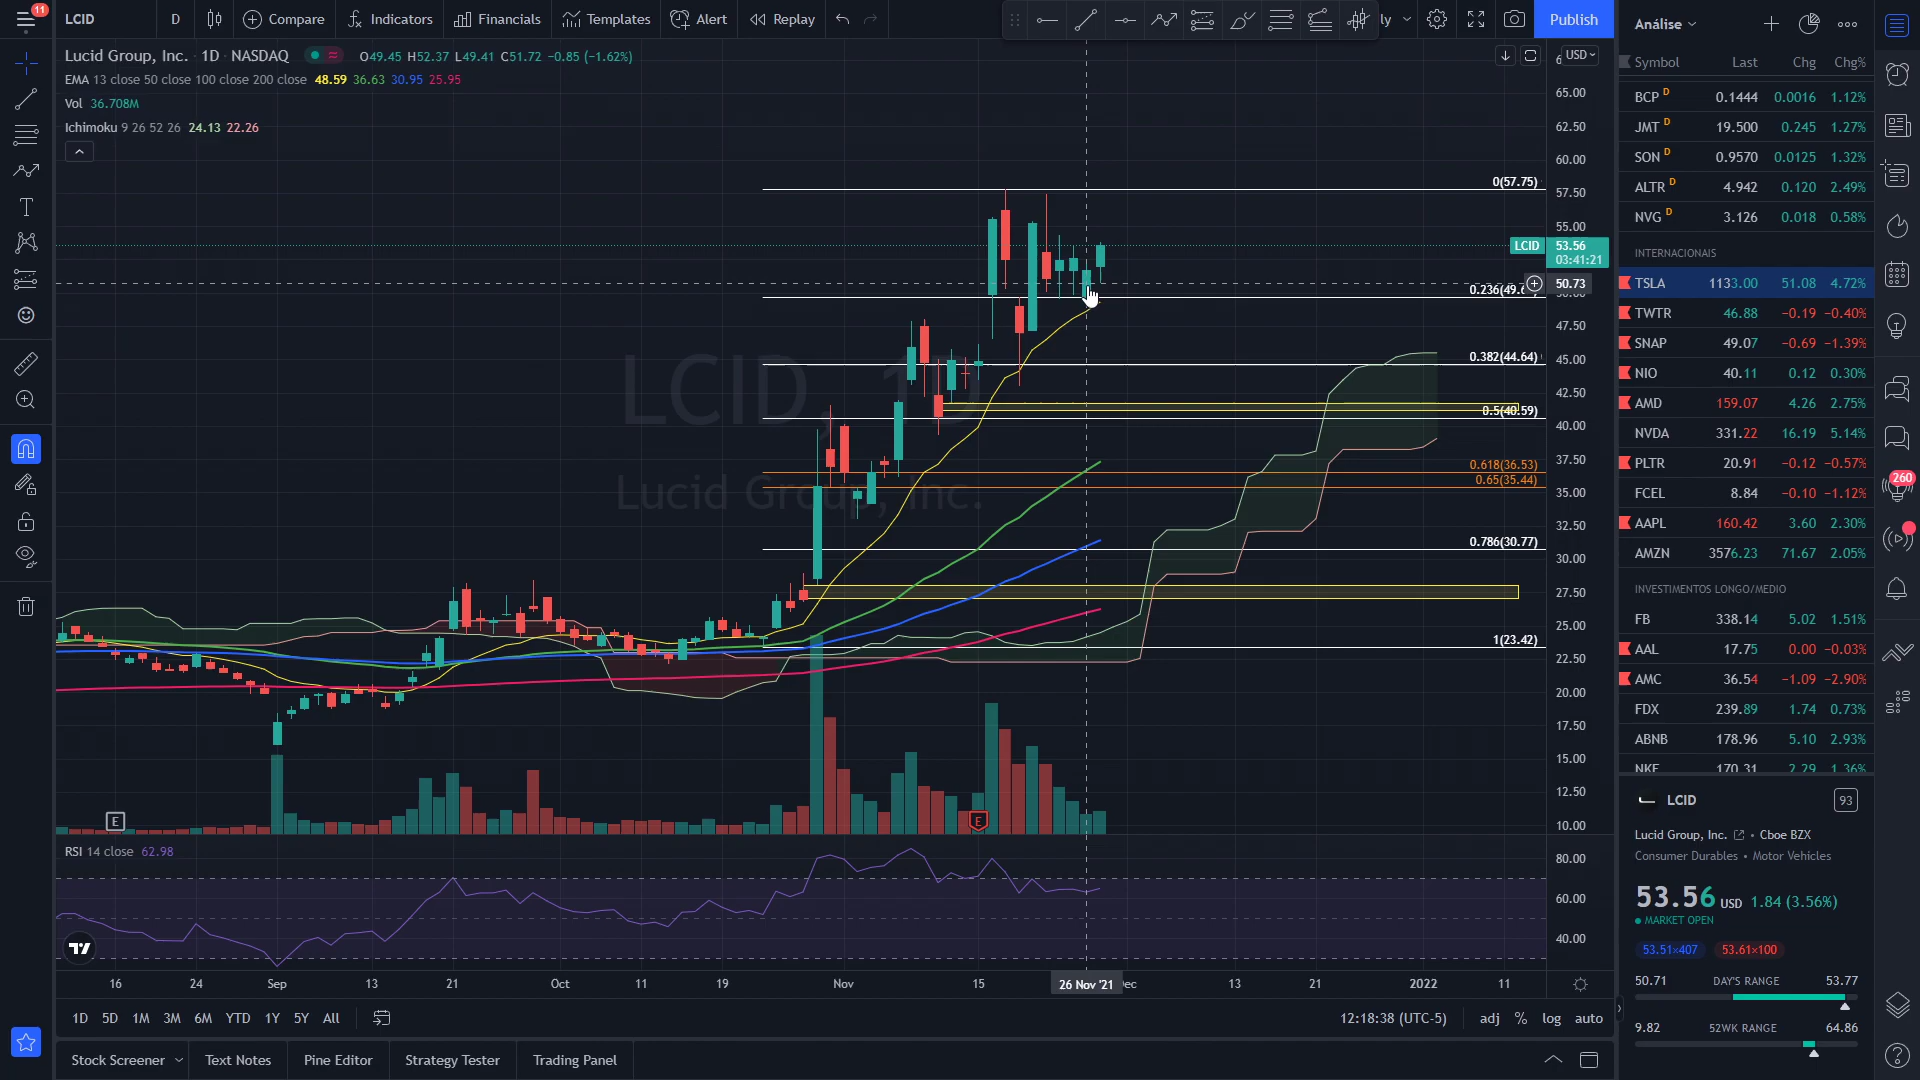 11
LCID
D
Compare
Indicators
Financials
Templates
Alert
Replay
ly
Publish
Lucid Group, Inc. · 1D · NASDAQ
O49.45 H52.37 L49.41 C51.72 −0.85 (−1.62%)
EMA 13 close 50 close 100 close 200 close 48.59 36.63 30.95 25.95
Vol 36.708M
Ichimoku 9 26 52 26 24.13 22.26
LCID, 1D
Lucid Group, Inc.
0(57.75)
0.382(44.64)
0.5(40.59)
0.618(36.53)
0.65(35.44)
0.786(30.77)
1(23.42)
USD
65.00
62.50
60.00
57.50
55.00
LCID 53.56
03:41:21
50.73
47.50
45.00
42.50
40.00
37.50
35.00
32.50
30.00
27.50
25.00
22.50
20.00
17.50
15.00
12.50
10.00
E
E
RSI 14 close 62.98
80.00
60.00
40.00
16
24
Sep
13
21
Oct
11
19
Nov
15
26 Nov '21
ec
13
21
2022
11
1D 5D 1M 3M 6M YTD 1Y 5Y All
12:18:38 (UTC-5)
adj % log auto
Stock Screener
Text Notes
Pine Editor
Strategy Tester
Trading Panel
Análise
Symbol Last Chg Chg%
BCP D 0.1444 0.0016 1.12%
JMT D 19.500 0.245 1.27%
SON D 0.9570 0.0125 1.32%
ALTR D 4.942 0.120 2.49%
NVG D 3.126 0.018 0.58%
INTERNACIONAIS
TSLA 1133.00 51.08 4.72%
TWTR 46.88 −0.19 −0.40%
SNAP 49.07 −0.69 −1.39%
NIO 40.11 0.12 0.30%
AMD 159.07 4.26 2.75%
NVDA 331.22 16.19 5.14%
PLTR 20.91 −0.12 −0.57%
FCEL 8.84 −0.10 −1.12%
AAPL 160.42 3.60 2.30%
AMZN 3576.23 71.67 2.05%
INVESTIMENTOS LONGO/MEDIO
FB 338.14 5.02 1.51%
AAL 17.75 0.00 −0.03%
AMC 36.54 −1.09 −2.90%
FDX 239.89 1.74 0.73%
ABNB 178.96 5.10 2.93%
NKE 170.31 2.29 1.36%
LCID
93
Lucid Group, Inc. • Cboe BZX
Consumer Durables • Motor Vehicles
53.56 USD 1.84 (3.56%)
MARKET OPEN
53.51×407 53.61×100
50.71 DAY'S RANGE 53.77
9.82 52WK RANGE 64.86
260